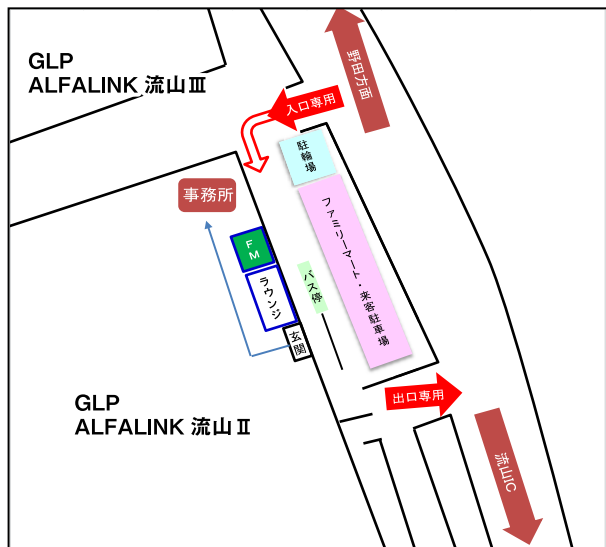 GLP
ALFALINK 流山Ⅲ
野田方面
入口専用
駐輪場
事務所
ファミリーマート・来客駐車場
FM
ラウンジ
バス停
玄関
出口専用
GLP
ALFALINK 流山Ⅱ
流山IC